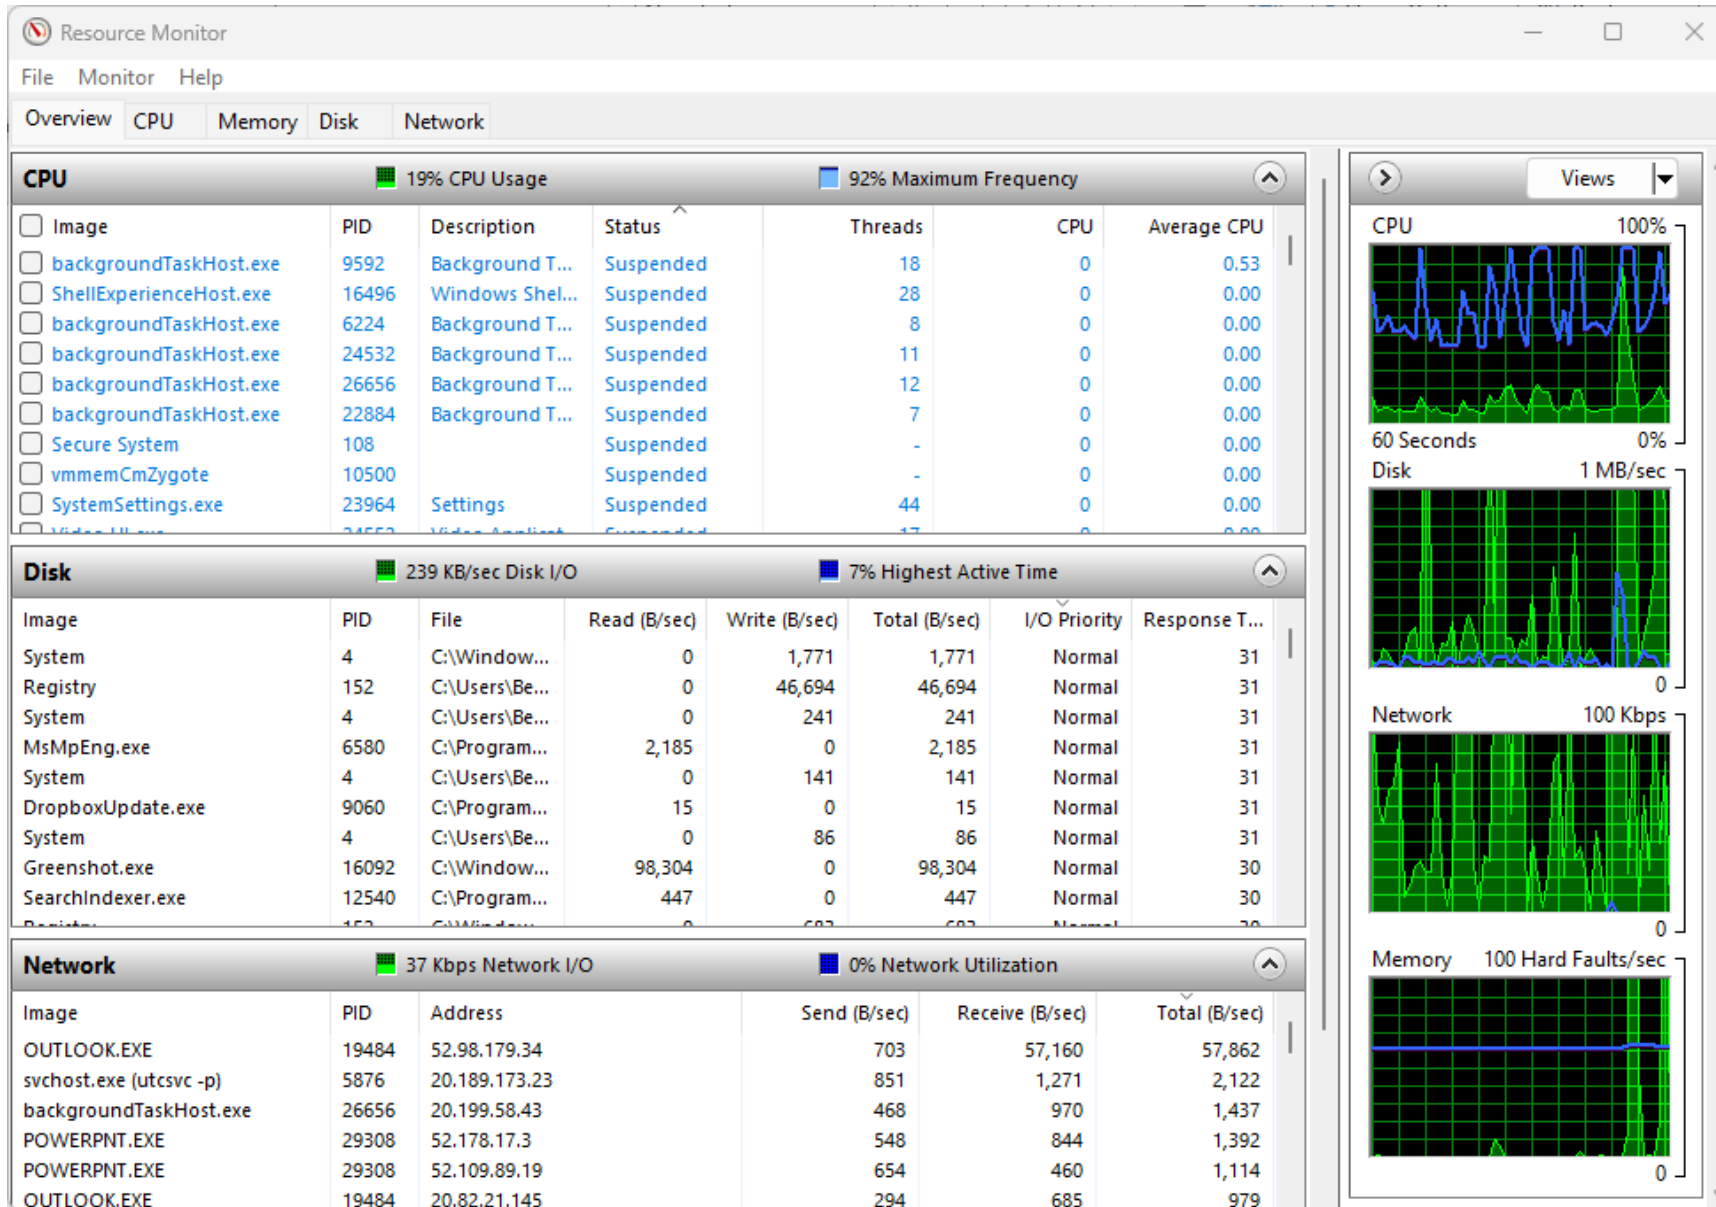 Resource Monitor
File Monitor Help
Overview CPU Memory Disk Network
CPU 19% CPU Usage 92% Maximum Frequency
Image PID Description Status Threads CPU Average CPU
backgroundTaskHost.exe 9592 Background T... Suspended 18 0 0.53
ShellExperienceHost.exe 16496 Windows Shel... Suspended 28 0 0.00
backgroundTaskHost.exe 6224 Background T... Suspended 8 0 0.00
backgroundTaskHost.exe 24532 Background T... Suspended 11 0 0.00
backgroundTaskHost.exe 26656 Background T... Suspended 12 0 0.00
backgroundTaskHost.exe 22884 Background T... Suspended 7 0 0.00
Secure System 108 Suspended - 0 0.00
vmmemCmZygote 10500 Suspended - 0 0.00
SystemSettings.exe 23964 Settings Suspended 44 0 0.00
Disk 239 KB/sec Disk I/O 7% Highest Active Time
Image PID File Read (B/sec) Write (B/sec) Total (B/sec) I/O Priority Response T...
System 4 C:\Window... 0 1,771 1,771 Normal 31
Registry 152 C:\Users\Be... 0 46,694 46,694 Normal 31
System 4 C:\Users\Be... 0 241 241 Normal 31
MsMpEng.exe 6580 C:\Program... 2,185 0 2,185 Normal 31
System 4 C:\Users\Be... 0 141 141 Normal 31
DropboxUpdate.exe 9060 C:\Program... 15 0 15 Normal 31
System 4 C:\Users\Be... 0 86 86 Normal 31
Greenshot.exe 16092 C:\Window... 98,304 0 98,304 Normal 30
SearchIndexer.exe 12540 C:\Program... 447 0 447 Normal 30
Network 37 Kbps Network I/O 0% Network Utilization
Image PID Address Send (B/sec) Receive (B/sec) Total (B/sec)
OUTLOOK.EXE 19484 52.98.179.34 703 57,160 57,862
svchost.exe (utcsvc -p) 5876 20.189.173.23 851 1,271 2,122
backgroundTaskHost.exe 26656 20.199.58.43 468 970 1,437
POWERPNT.EXE 29308 52.178.17.3 548 844 1,392
POWERPNT.EXE 29308 52.109.89.19 654 460 1,114
OUTLOOK.EXE 19484 20.82.21.145 294 685 979
Views
CPU 100%
60 Seconds 0%
Disk 1 MB/sec
0
Network 100 Kbps
0
Memory 100 Hard Faults/sec
0